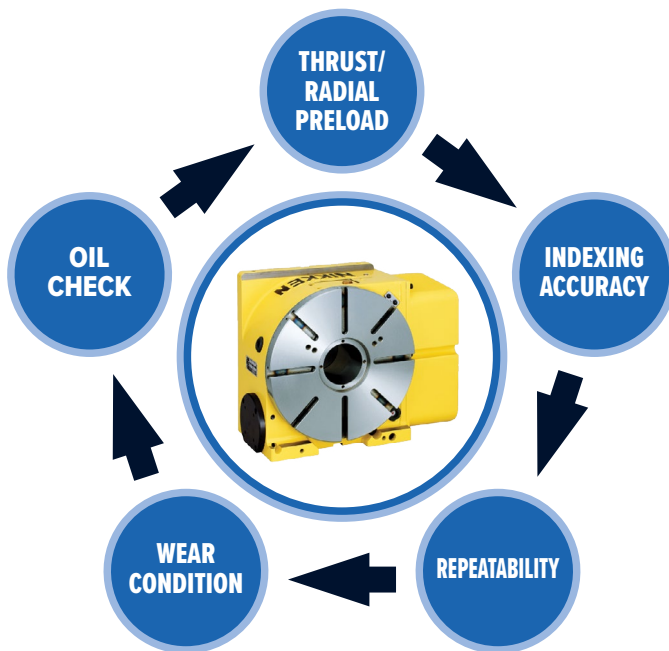 THRUST/
RADIAL
PRELOAD
INDEXING
ACCURACY
REPEATABILITY
WEAR
CONDITION
OIL
CHECK
NIKKEN